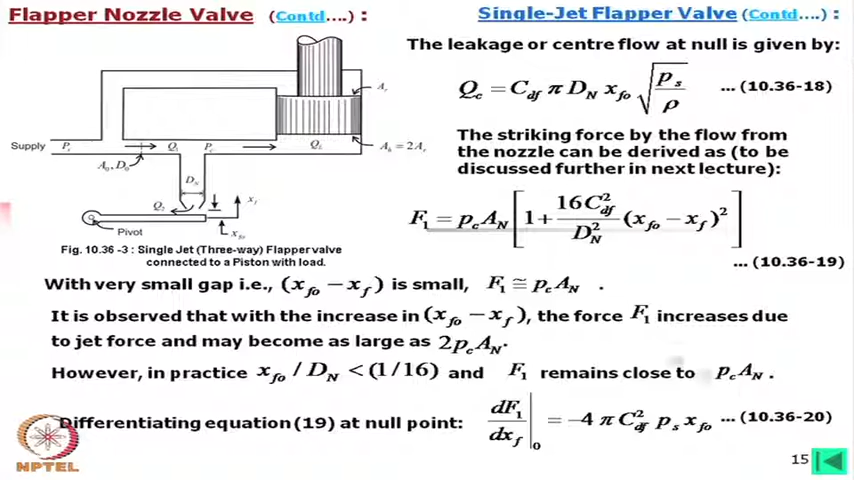 Flapper Nozzle Valve (Contd....) :
Single-Jet Flapper Valve (Contd....) :
Supply
P_s
Q_1
P_c
Q_L
A_r
A_h = 2A_r
A_0, D_0
D_N
Q_2
x_f
x_fo
Pivot
Fig. 10.36 -3 : Single Jet (Three-way) Flapper valve
connected to a Piston with load.
The leakage or centre flow at null is given by:
Q_c = C_df π D_N x_fo √(p_s / ρ) ... (10.36-18)
The striking force by the flow from
the nozzle can be derived as (to be
discussed further in next lecture):
F_1 = p_c A_N [1 + (16C_df^2 / D_N^2) (x_fo − x_f)^2]
... (10.36-19)
With very small gap i.e., (x_fo − x_f) is small, F_1 ≅ p_c A_N .
It is observed that with the increase in (x_fo − x_f), the force F_1 increases due
to jet force and may become as large as 2p_c A_N.
However, in practice x_fo / D_N < (1/16) and F_1 remains close to p_c A_N .
Differentiating equation (19) at null point: dF_1/dx_f |_0 = −4 π C_df^2 p_s x_fo ... (10.36-20)
NPTEL
15